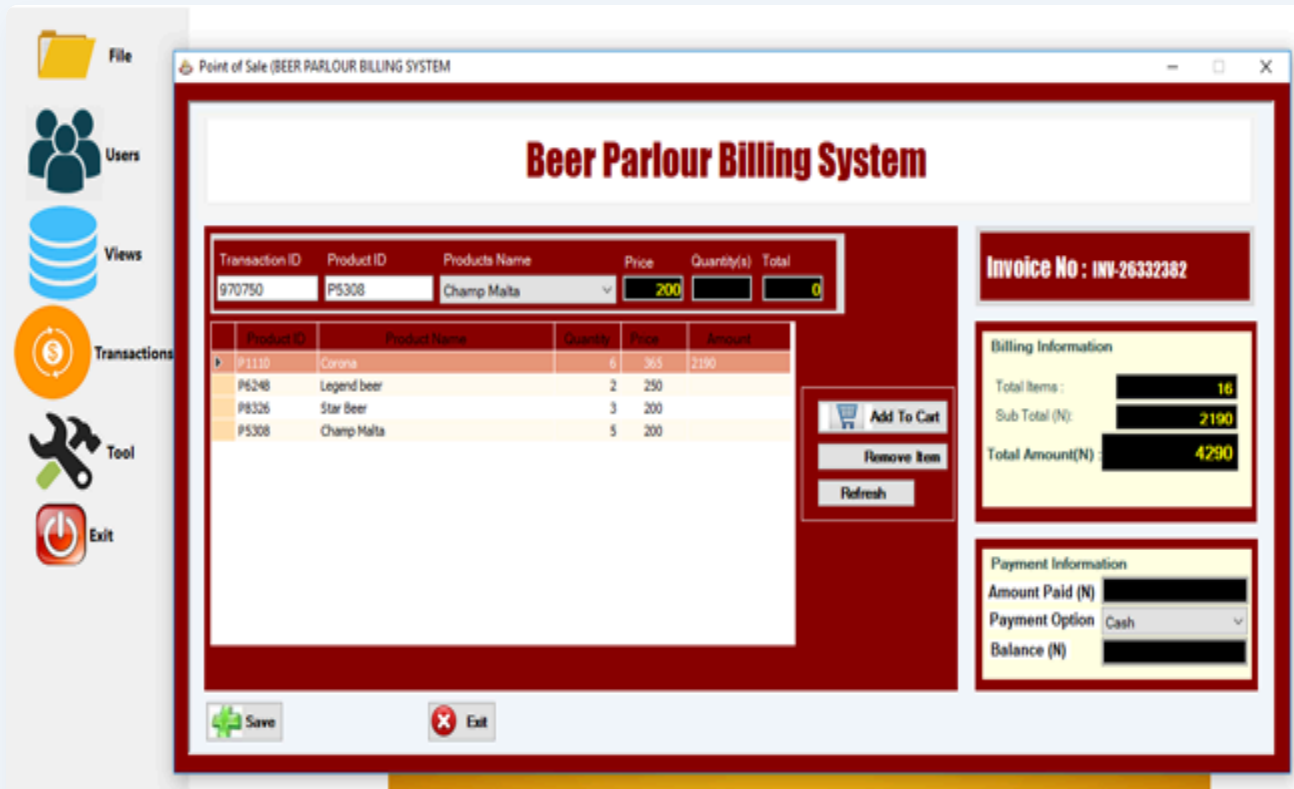 File
Point of Sale (BEER PARLOUR BILLING SYSTEM
Beer Parlour Billing System
Users
Views
Transactions
Tool
Exit
Transaction ID Product ID Products Name Price Quantity(s) Total
970750 P5308 Champ Malta 200 0
Product ID Product Name Quantity Price Amount
P1110 Corona 6 365 2190
P6248 Legend beer 2 250
P8326 Star Beer 3 200
P5308 Champ Malta 5 200
Add To Cart
Remove Item
Refresh
Invoice No : INV-26332382
Billing Information
Total Items : 16
Sub Total (N): 2190
Total Amount(N) : 4290
Payment Information
Amount Paid (N)
Payment Option Cash
Balance (N)
Save Exit